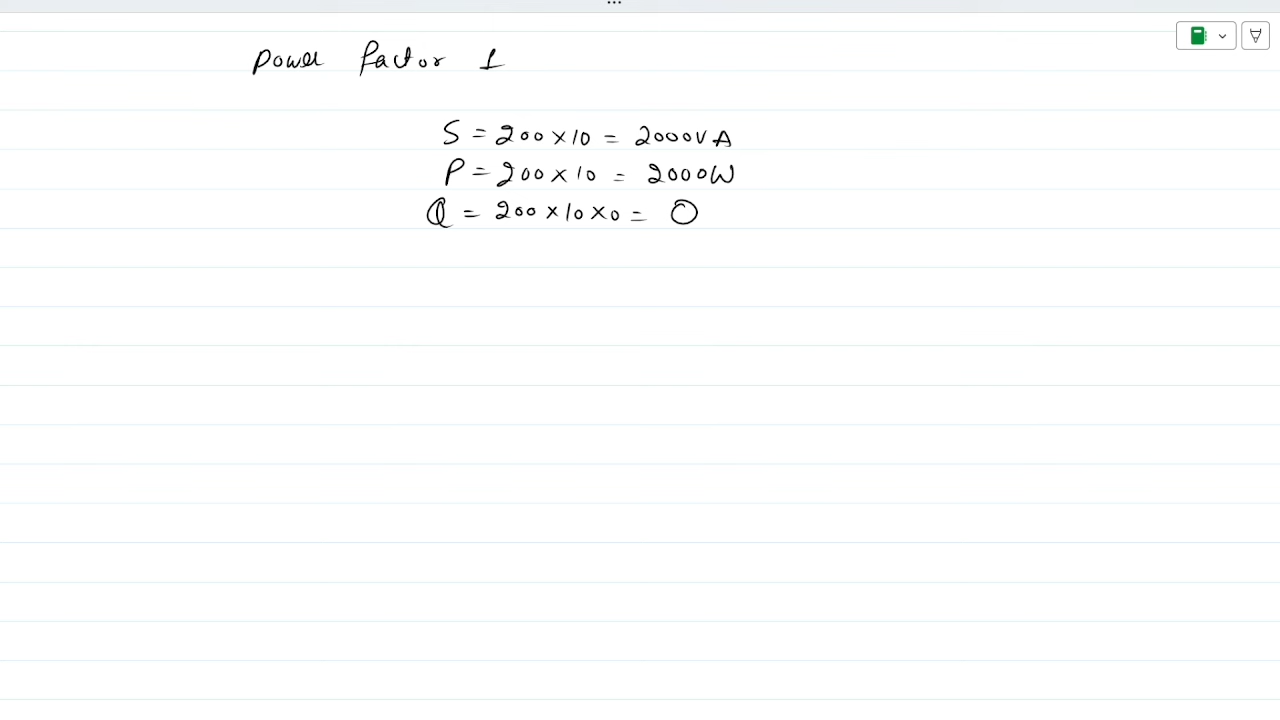 Power factor 1
S = 200 × 10 = 2000VA
P = 200 × 10 = 2000W
Q = 200 × 10 × 0 = 0